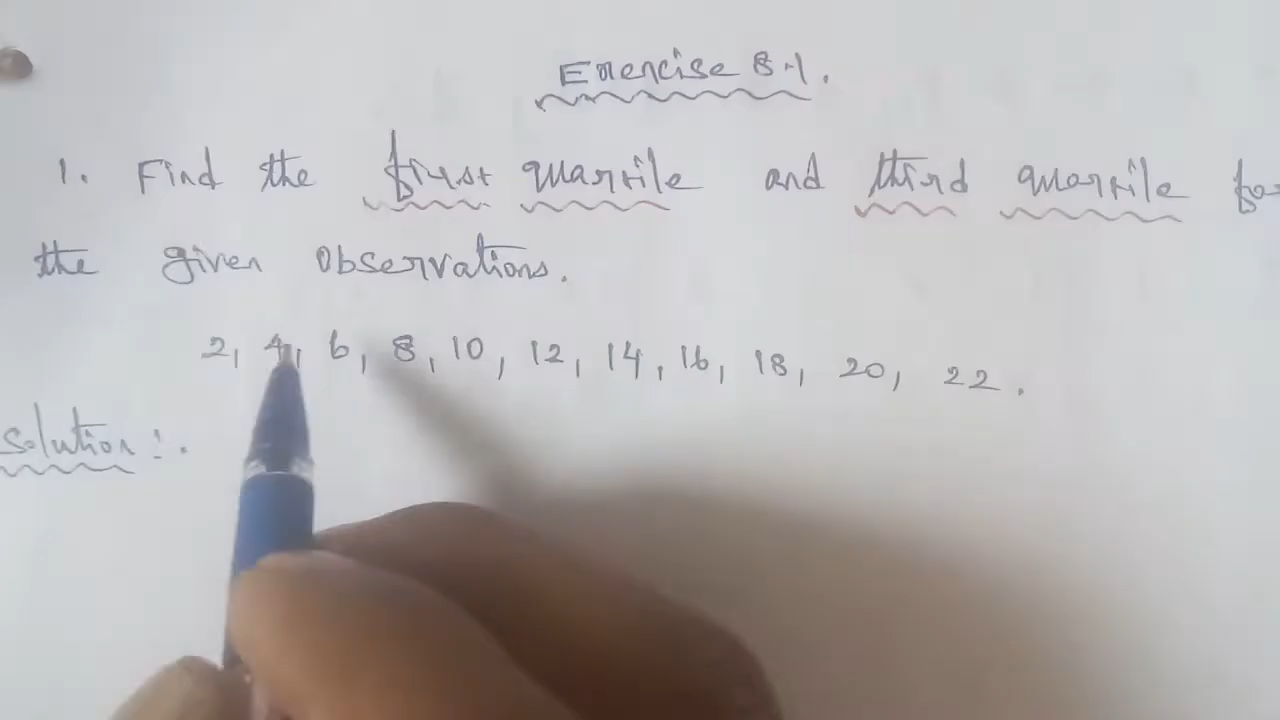 Exercise 8.1.
1. Find the first quartile and third quartile for
the given observations.
2, 4, 6, 8, 10, 12, 14, 16, 18, 20, 22.
Solution :.